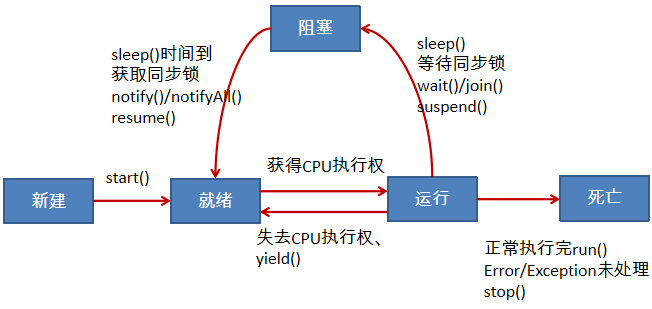 阻塞
sleep()时间到
获取同步锁
notify()/notifyAll()
resume()
sleep()
等待同步锁
wait()/join()
suspend()
新建
start()
就绪
获得CPU执行权
失去CPU执行权、
yield()
运行
死亡
正常执行完run()
Error/Exception未处理
stop()